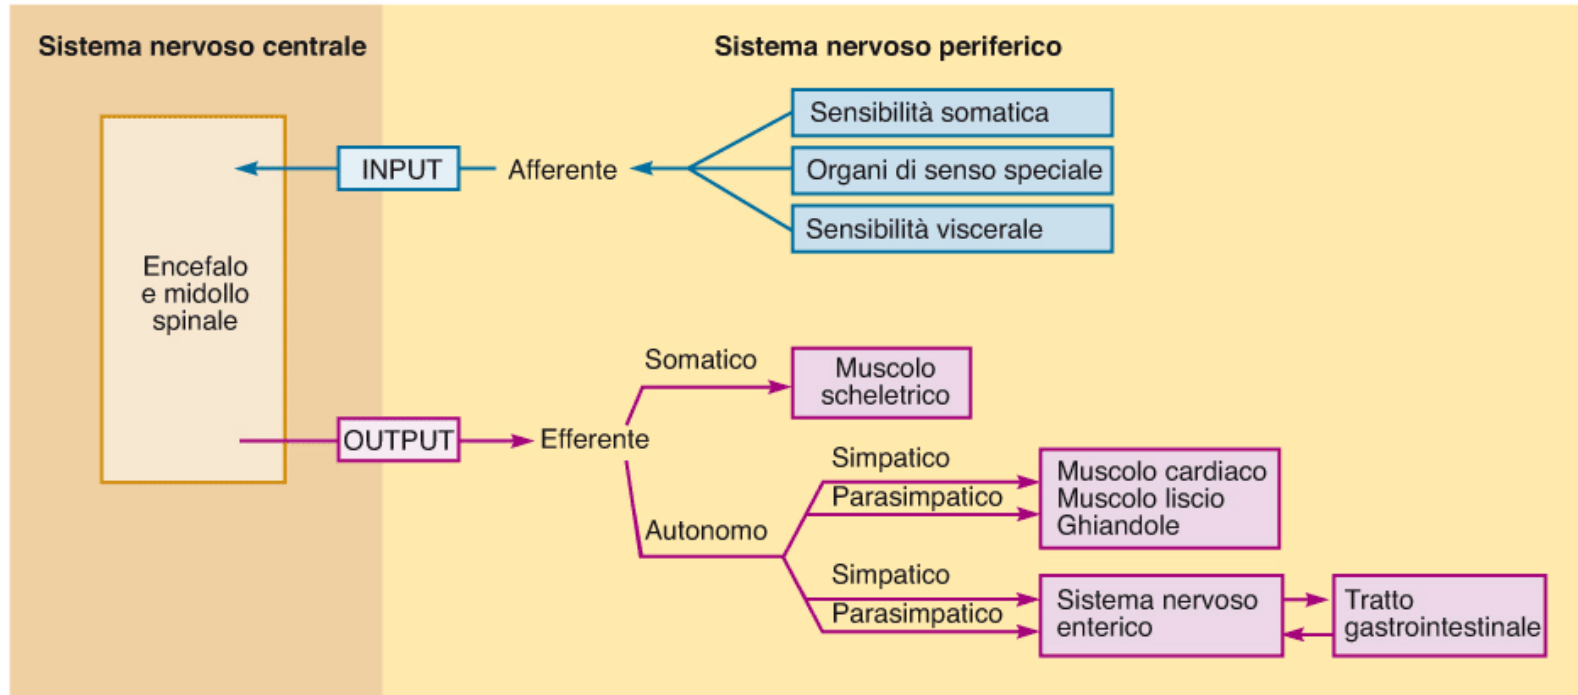 Sistema nervoso centrale
Sistema nervoso periferico
Sensibilità somatica
INPUT
Afferente
Organi di senso speciale
Sensibilità viscerale
Encefalo
e midollo
spinale
Somatico
Muscolo
scheletrico
OUTPUT
Efferente
Simpatico
Parasimpatico
Muscolo cardiaco
Muscolo liscio
Ghiandole
Autonomo
Simpatico
Parasimpatico
Sistema nervoso
enterico
Tratto
gastrointestinale